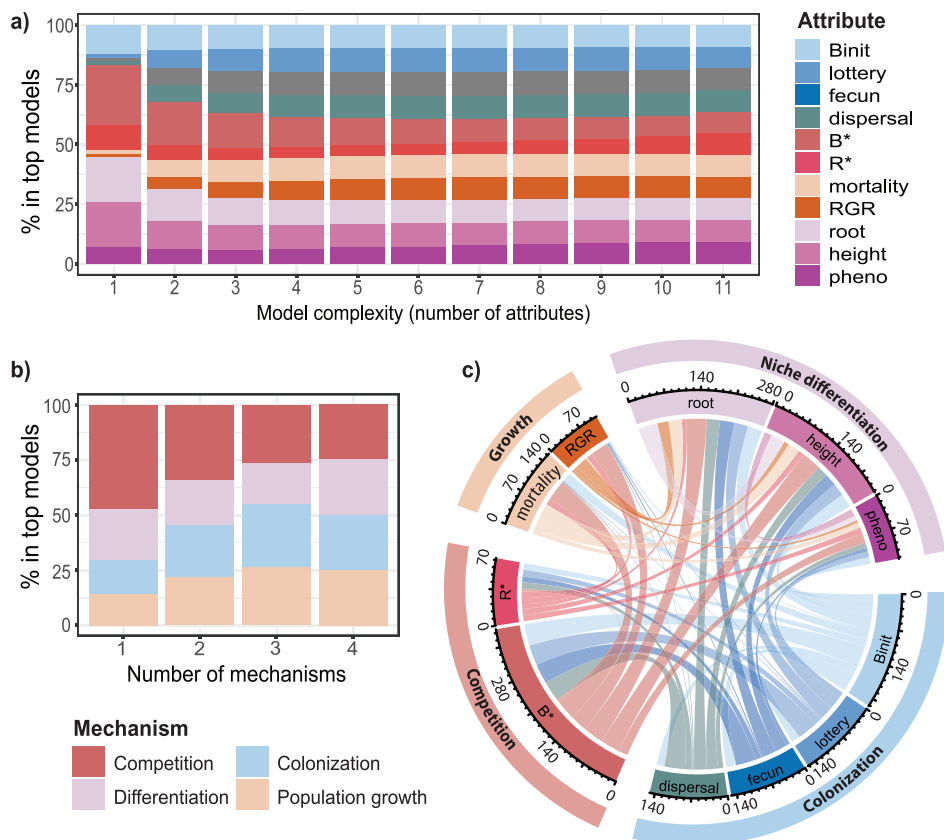 a)
% in top models
100
75
50
25
0
1 2 3 4 5 6 7 8 9 10 11
Model complexity (number of attributes)
Attribute
Binit
lottery
fecun
dispersal
B*
R*
mortality
RGR
root
height
pheno
b)
% in top models
100
75
50
25
0
1 2 3 4
Number of mechanisms
Mechanism
Competition
Differentiation
Colonization
Population growth
c)
Niche differentiation
0 140 280
root
0 140
height
0 70
pheno
Growth
0 70 140
mortality
0 70
RGR
Competition
0 70
R*
0 140 280
B*
Colonization
0 140
Binit
0 140
lottery
0 140
fecun
0 140
dispersal